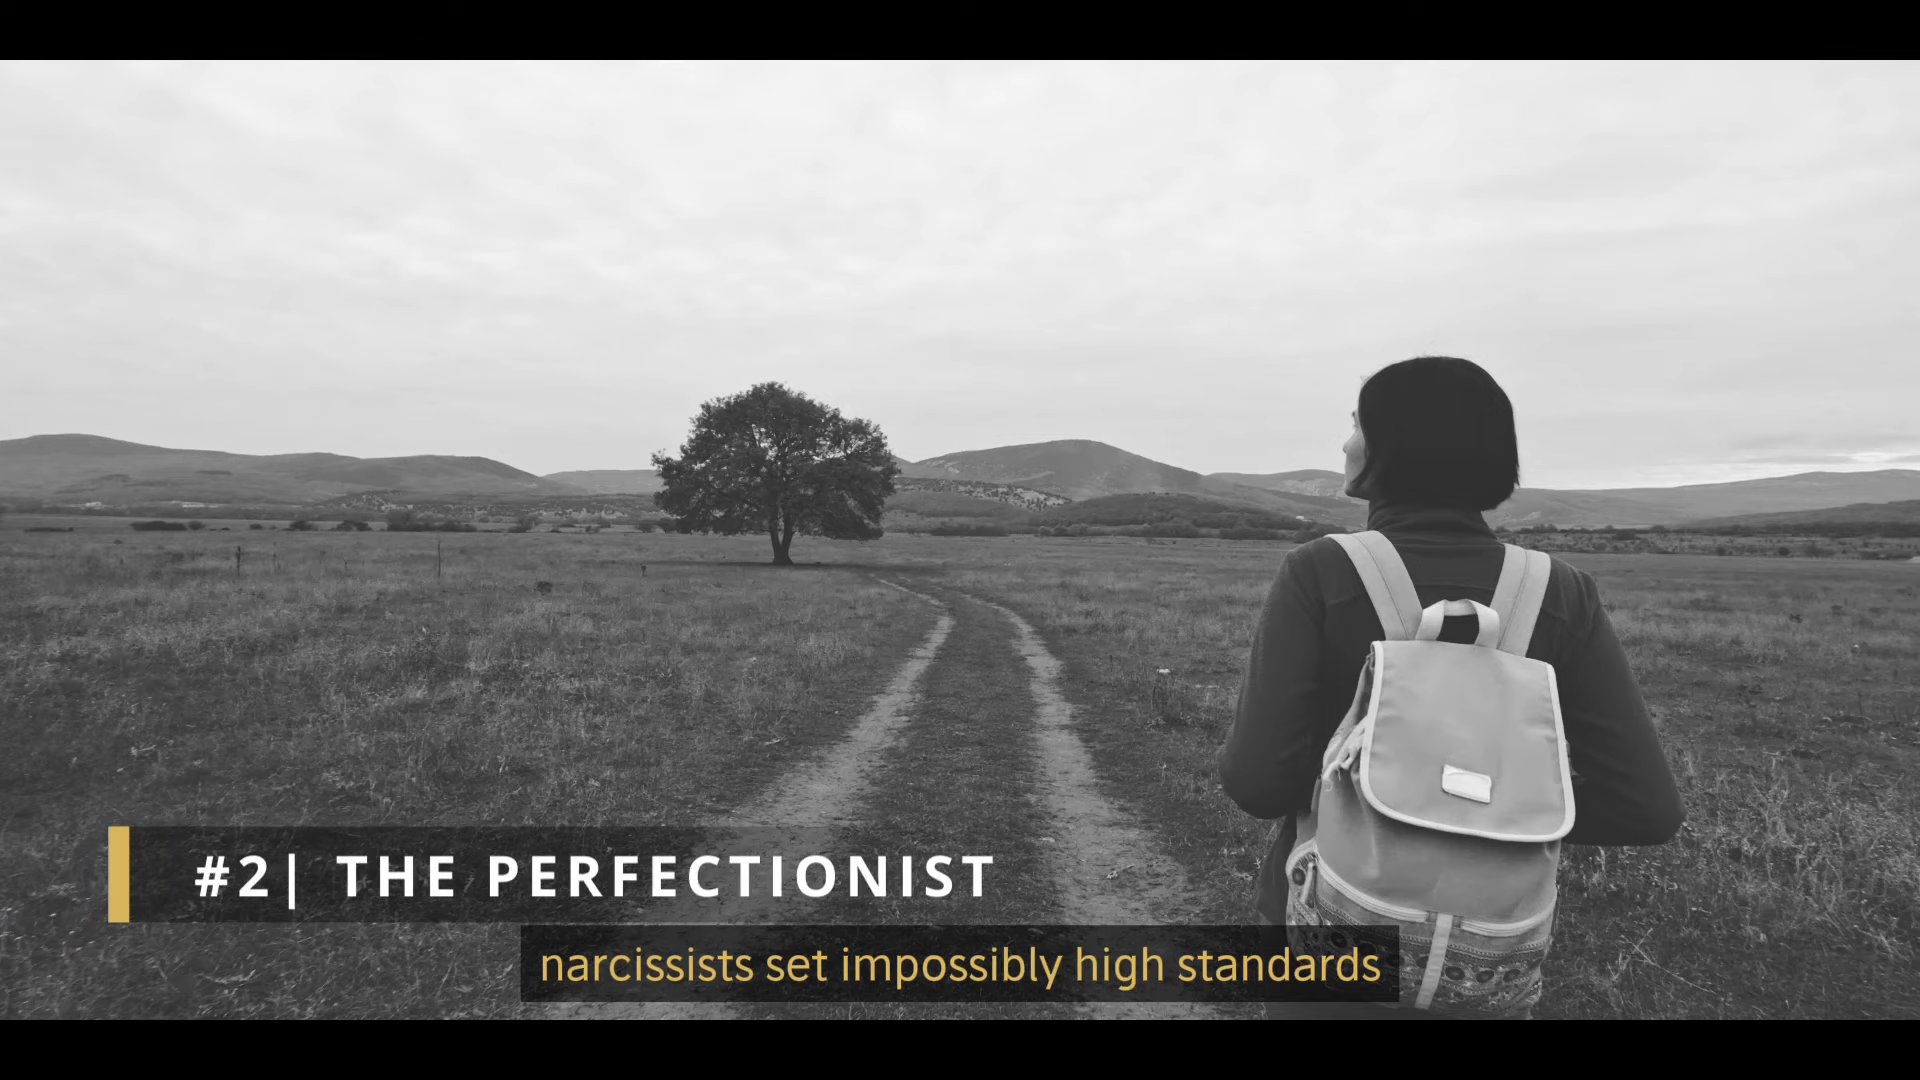 #2| THE PERFECTIONIST
narcissists set impossibly high standards